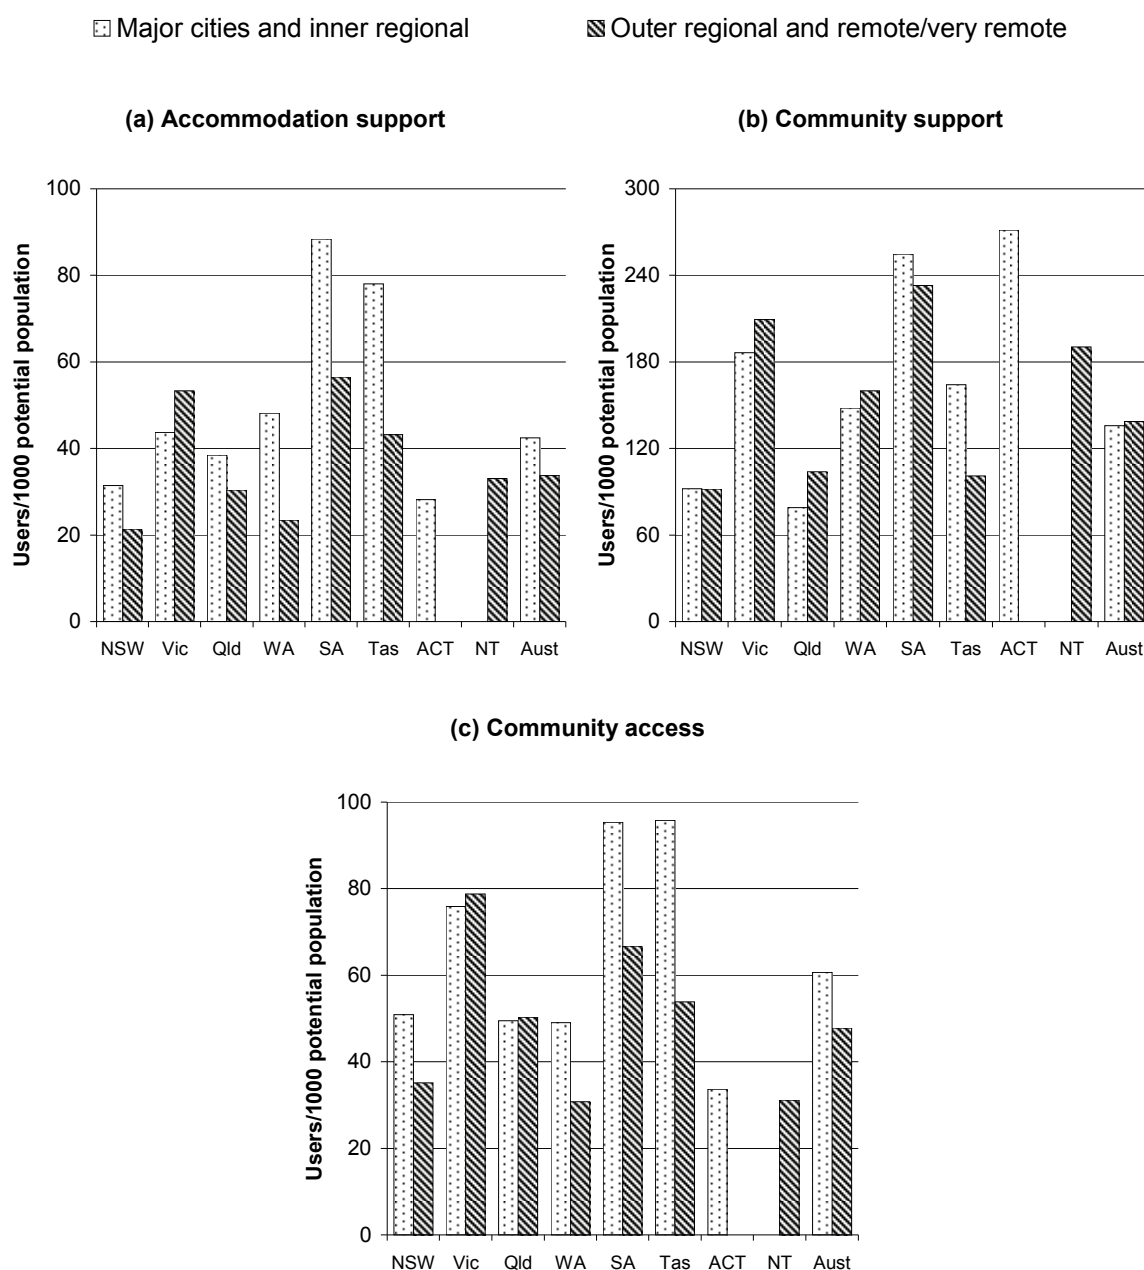 Major cities and inner regional
Outer regional and remote/very remote
(a) Accommodation support
Users/1000 potential population
100
80
60
40
20
0
NSW Vic Qld WA SA Tas ACT NT Aust
(b) Community support
Users/1000 potential population
300
240
180
120
60
0
NSW Vic Qld WA SA Tas ACT NT Aust
(c) Community access
Users/1000 potential population
100
80
60
40
20
0
NSW Vic Qld WA SA Tas ACT NT Aust